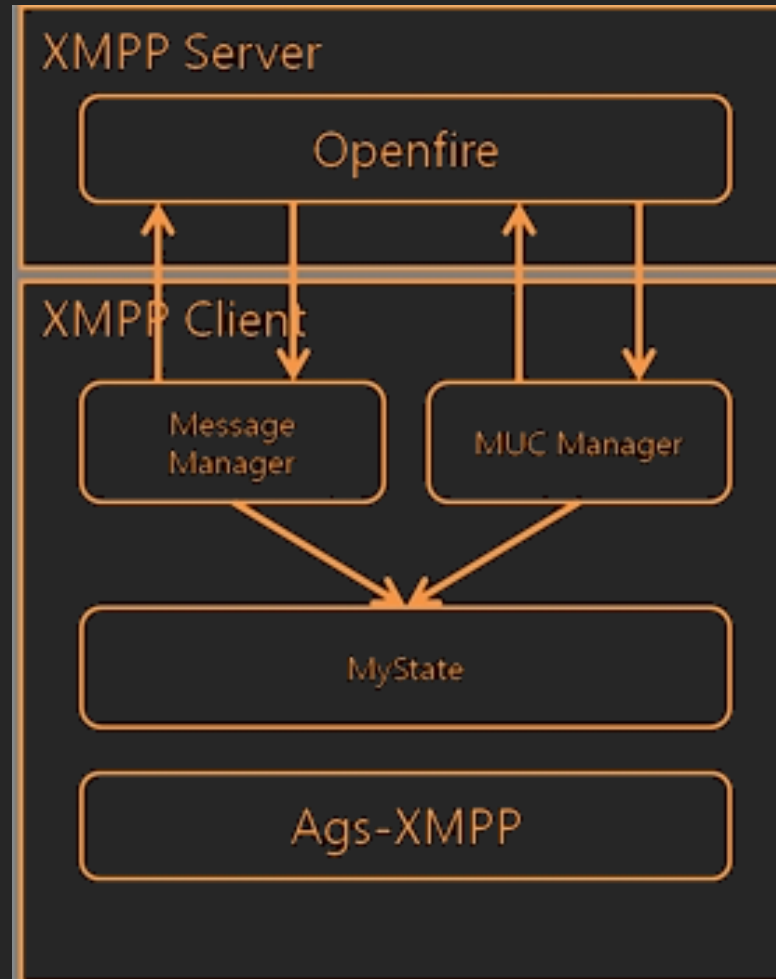 XMPP Server
Openfire
XMPP Client
Message
Manager
MUC Manager
MyState
Ags-XMPP